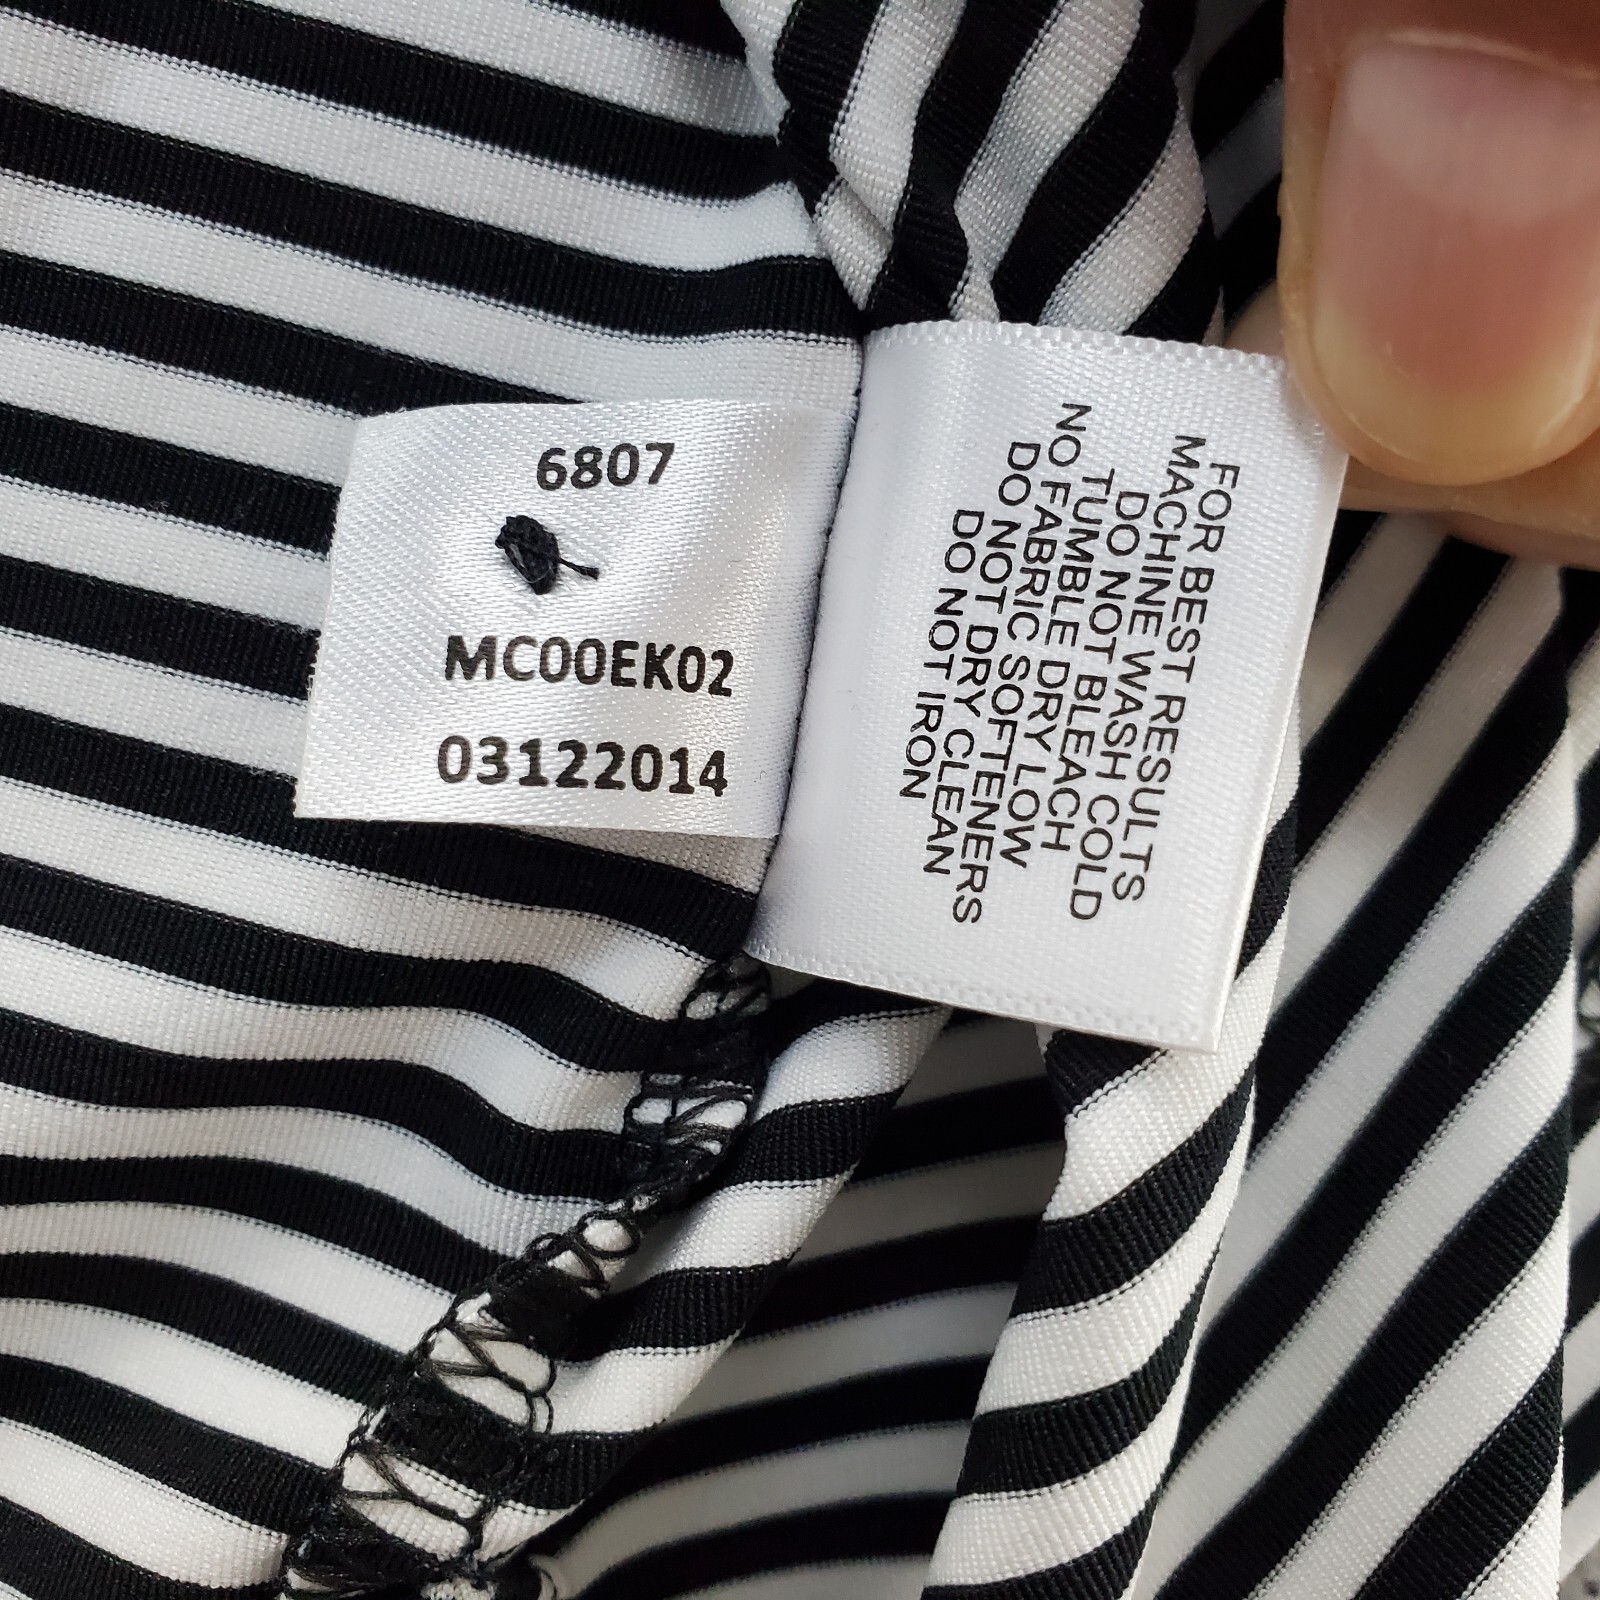 6807
MC00EK02
03122014
FOR BEST RESULTS
MACHINE WASH COLD
DO NOT BLEACH
TUMBLE DRY LOW
NO FABRIC SOFTENERS
DO NOT DRY CLEAN
DO NOT IRON